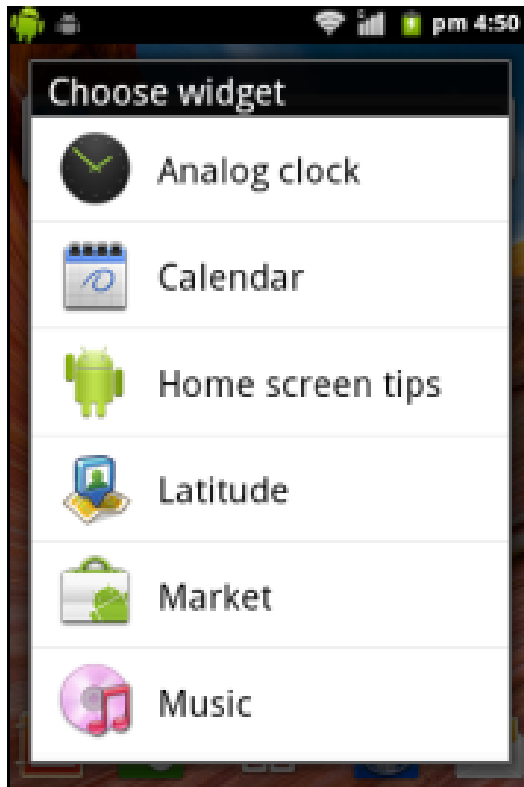 pm 4:50
Choose widget
Analog clock
Calendar
Home screen tips
Latitude
Market
Music